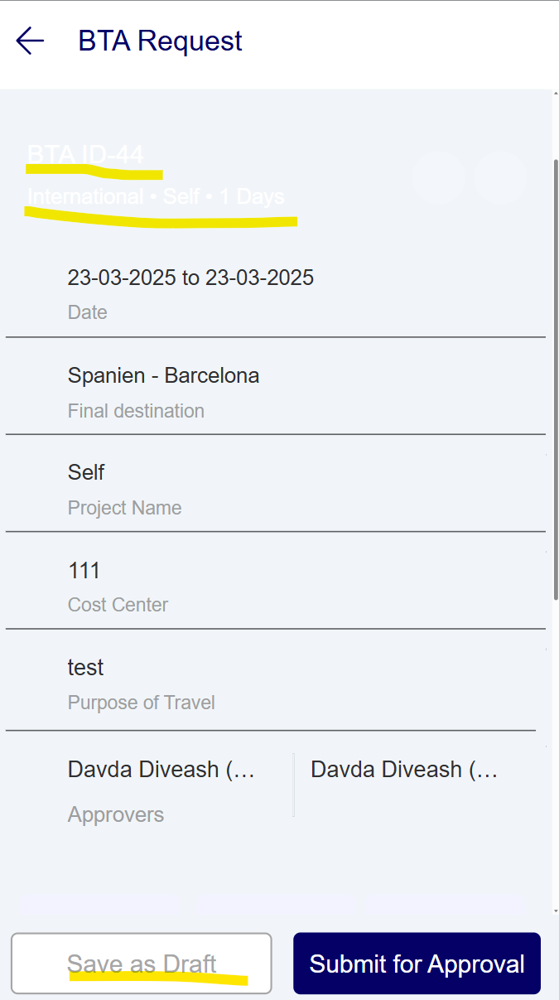 BTA Request
BTA ID-44
International • Self • 1 Days
23-03-2025 to 23-03-2025
Date
Spanien - Barcelona
Final destination
Self
Project Name
111
Cost Center
test
Purpose of Travel
Davda Diveash (... Davda Diveash (...
Approvers
Save as Draft Submit for Approval